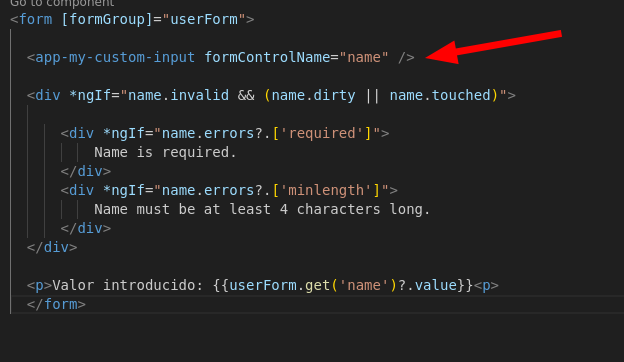 Go to component
<form [formGroup]="userForm">
<app-my-custom-input formControlName="name" />
<div *ngIf="name.invalid && (name.dirty || name.touched)">
<div *ngIf="name.errors?.['required']">
Name is required.
</div>
<div *ngIf="name.errors?.['minlength']">
Name must be at least 4 characters long.
</div>
</div>
<p>Valor introducido: {{userForm.get('name')?.value}}<p>
</form>